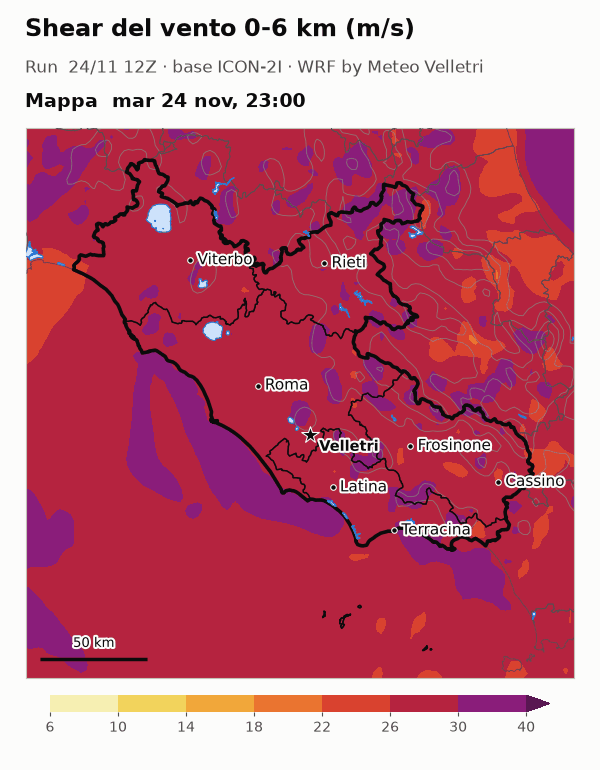 Shear del vento 0-6 km (m/s)
Run  24/11 12Z · base ICON-2I · WRF by Meteo Velletri
Mappa  mar 24 nov, 23:00
Viterbo
Rieti
Roma
Velletri
Frosinone
Latina
Cassino
Terracina
50 km
6 10 14 18 22 26 30 40